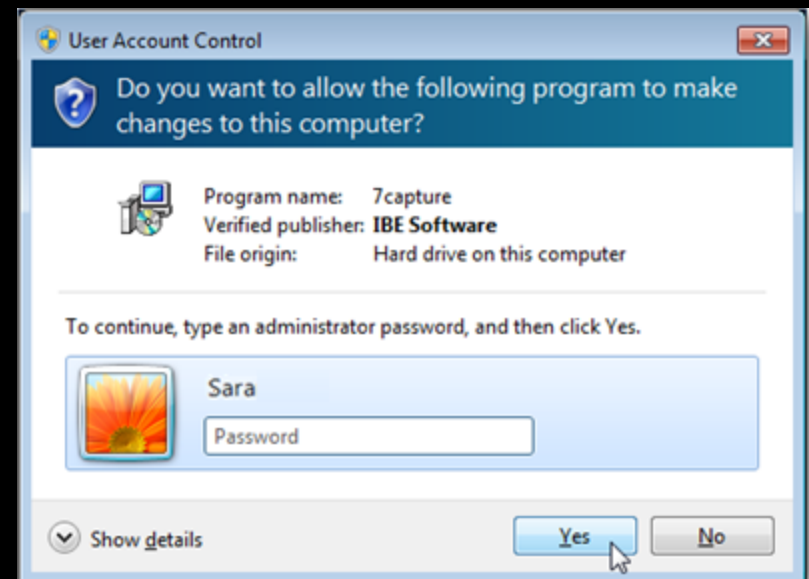 User Account Control
Do you want to allow the following program to make
changes to this computer?
Program name: 7capture
Verified publisher: IBE Software
File origin: Hard drive on this computer
To continue, type an administrator password, and then click Yes.
Sara
Password
Show details
Yes
No